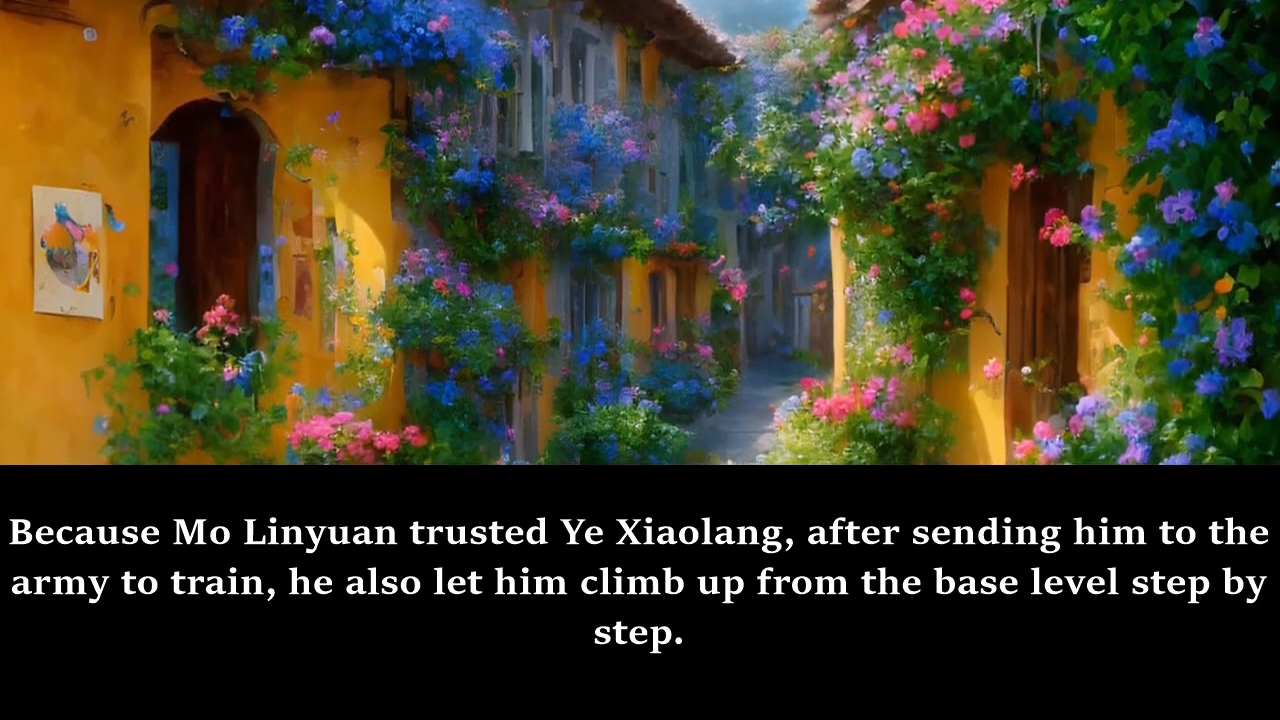 Because Mo Linyuan trusted Ye Xiaolang, after sending him to the
army to train, he also let him climb up from the base level step by
step.